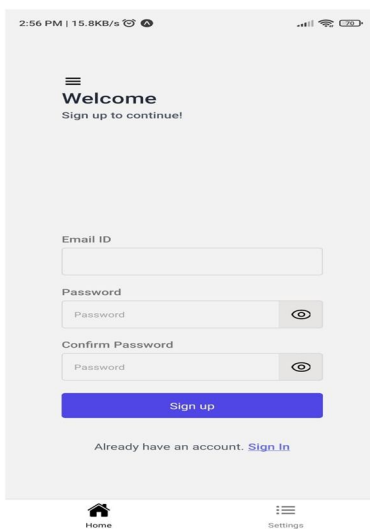 2:56 PM | 15.8KB/s
70
Welcome
Sign up to continue!
Email ID
Password
Password
Confirm Password
Password
Sign up
Already have an account. Sign In
Home
Settings